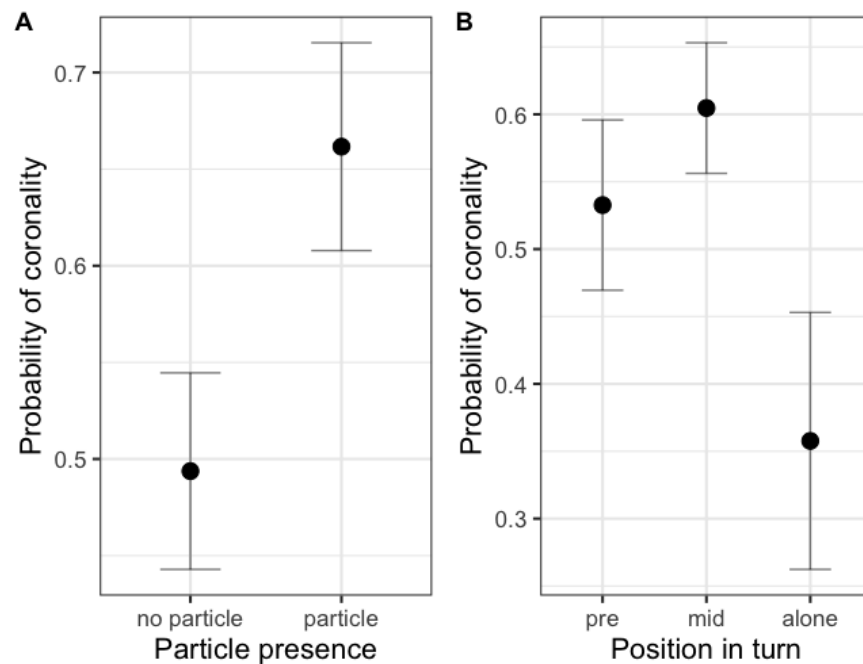 A
Probability of coronality
0.7
0.6
0.5
no particle
particle
Particle presence
B
Probability of coronality
0.6
0.5
0.4
0.3
pre
mid
alone
Position in turn